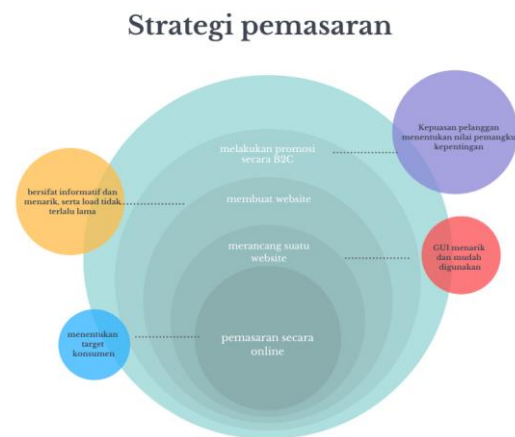 Strategi pemasaran
Kepuasan pelanggan
menentukan nilai pemangku
kepentingan
melakukan promosi
secara B2C
bersifat informatif dan
menarik, serta load tidak
terlalu lama
membuat website
merancang suatu
website
GUI menarik
dan mudah
digunakan
menentukan
target
konsumen
pemasaran secara
online